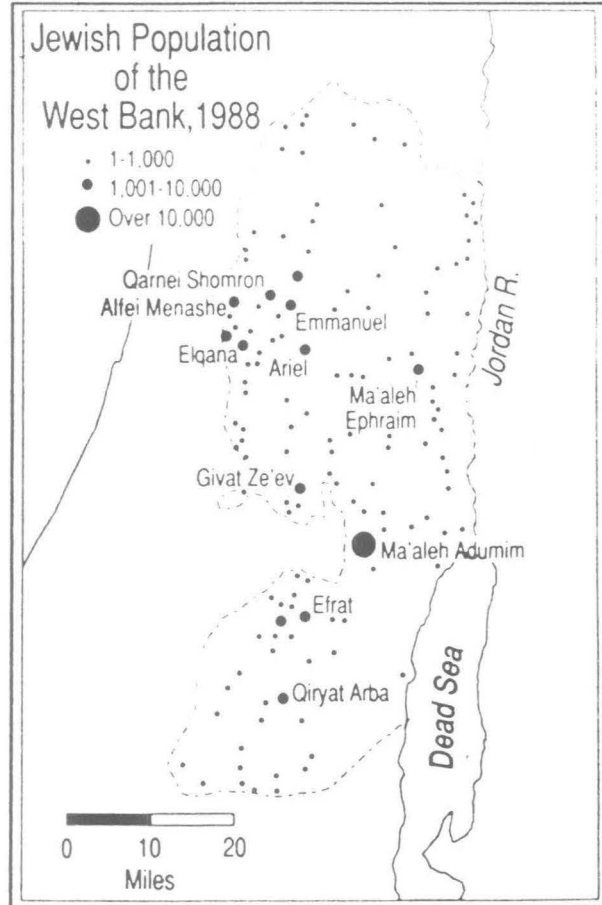 Jewish Population
of the
West Bank, 1988
1-1,000
1,001-10,000
Over 10,000
Qarnei Shomron
Alfei Menashe
Emmanuel
Elqana
Ariel
Jordan R.
Ma'aleh
Ephraim
Givat Ze'ev
Ma'aleh Adumim
Efrat
Qiryat Arba
Dead Sea
0 10 20
Miles